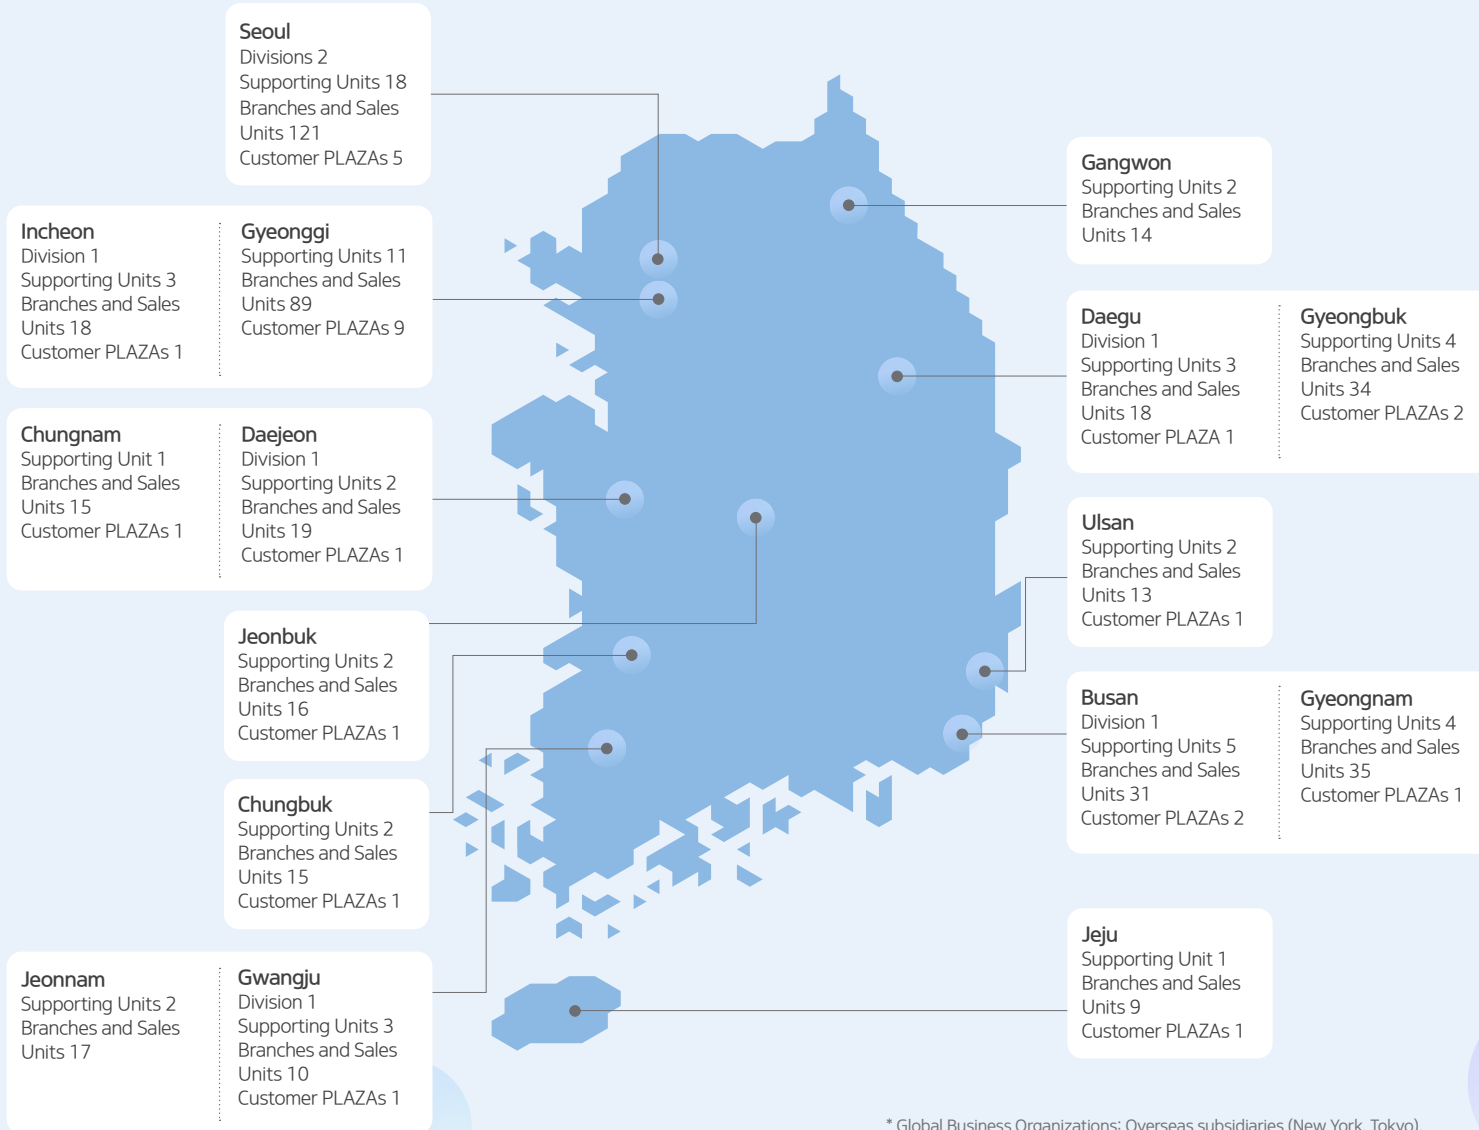 Seoul
Divisions 2
Supporting Units 18
Branches and Sales
Units 121
Customer PLAZAs 5
Incheon
Division 1
Supporting Units 3
Branches and Sales
Units 18
Customer PLAZAs 1
Gyeonggi
Supporting Units 11
Branches and Sales
Units 89
Customer PLAZAs 9
Chungnam
Supporting Unit 1
Branches and Sales
Units 15
Customer PLAZAs 1
Daejeon
Division 1
Supporting Units 2
Branches and Sales
Units 19
Customer PLAZAs 1
Jeonbuk
Supporting Units 2
Branches and Sales
Units 16
Customer PLAZAs 1
Chungbuk
Supporting Units 2
Branches and Sales
Units 15
Customer PLAZAs 1
Jeonnam
Supporting Units 2
Branches and Sales
Units 17
Gwangju
Division 1
Supporting Units 3
Branches and Sales
Units 10
Customer PLAZAs 1
Gangwon
Supporting Units 2
Branches and Sales
Units 14
Daegu
Division 1
Supporting Units 3
Branches and Sales
Units 18
Customer PLAZA 1
Gyeongbuk
Supporting Units 4
Branches and Sales
Units 34
Customer PLAZAs 2
Ulsan
Supporting Units 2
Branches and Sales
Units 13
Customer PLAZAs 1
Busan
Division 1
Supporting Units 5
Branches and Sales
Units 31
Customer PLAZAs 2
Gyeongnam
Supporting Units 4
Branches and Sales
Units 35
Customer PLAZAs 1
Jeju
Supporting Unit 1
Branches and Sales
Units 9
Customer PLAZAs 1
* Global Business Organizations: Overseas subsidiaries (New York, Tokyo),